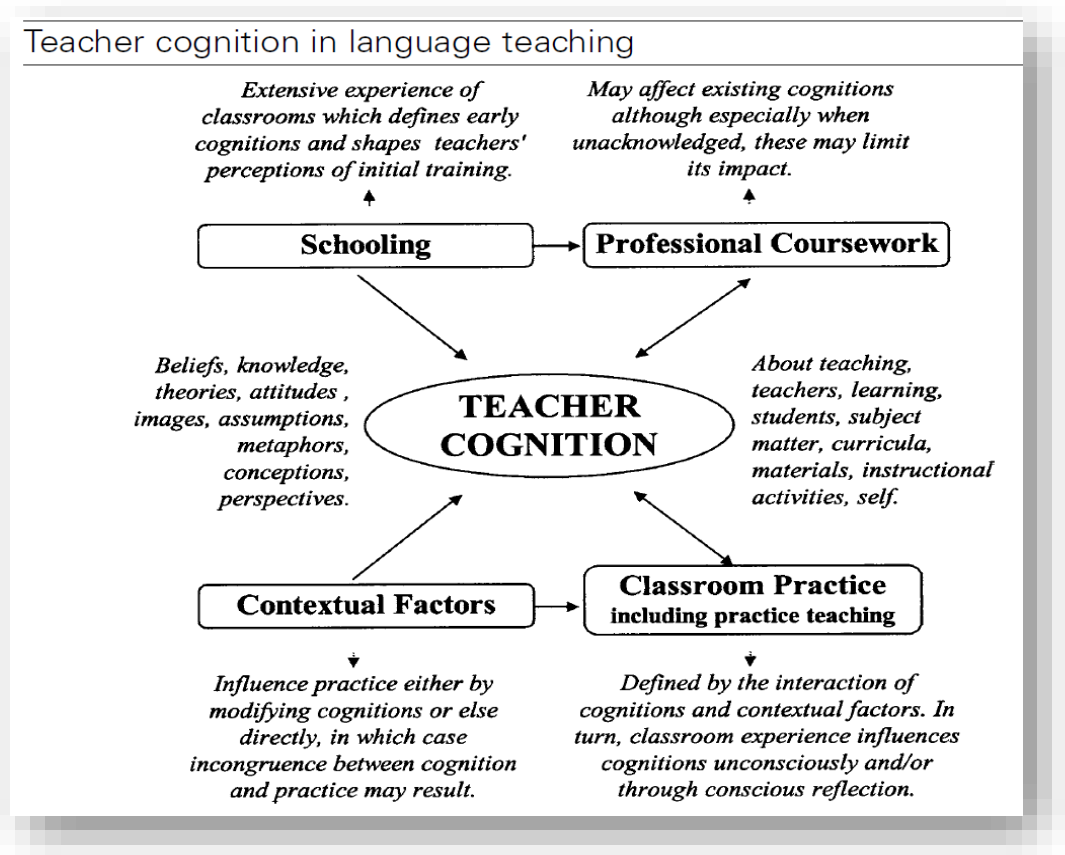 Teacher cognition in language teaching
Extensive experience of
classrooms which defines early
cognitions and shapes teachers'
perceptions of initial training.
May affect existing cognitions
although especially when
unacknowledged, these may limit
its impact.
Schooling
Professional Coursework
Beliefs, knowledge,
theories, attitudes ,
images, assumptions,
metaphors,
conceptions,
perspectives.
TEACHER
COGNITION
About teaching,
teachers, learning,
students, subject
matter, curricula,
materials, instructional
activities, self.
Contextual Factors
Classroom Practice
including practice teaching
Influence practice either by
modifying cognitions or else
directly, in which case
incongruence between cognition
and practice may result.
Defined by the interaction of
cognitions and contextual factors. In
turn, classroom experience influences
cognitions unconsciously and/or
through conscious reflection.